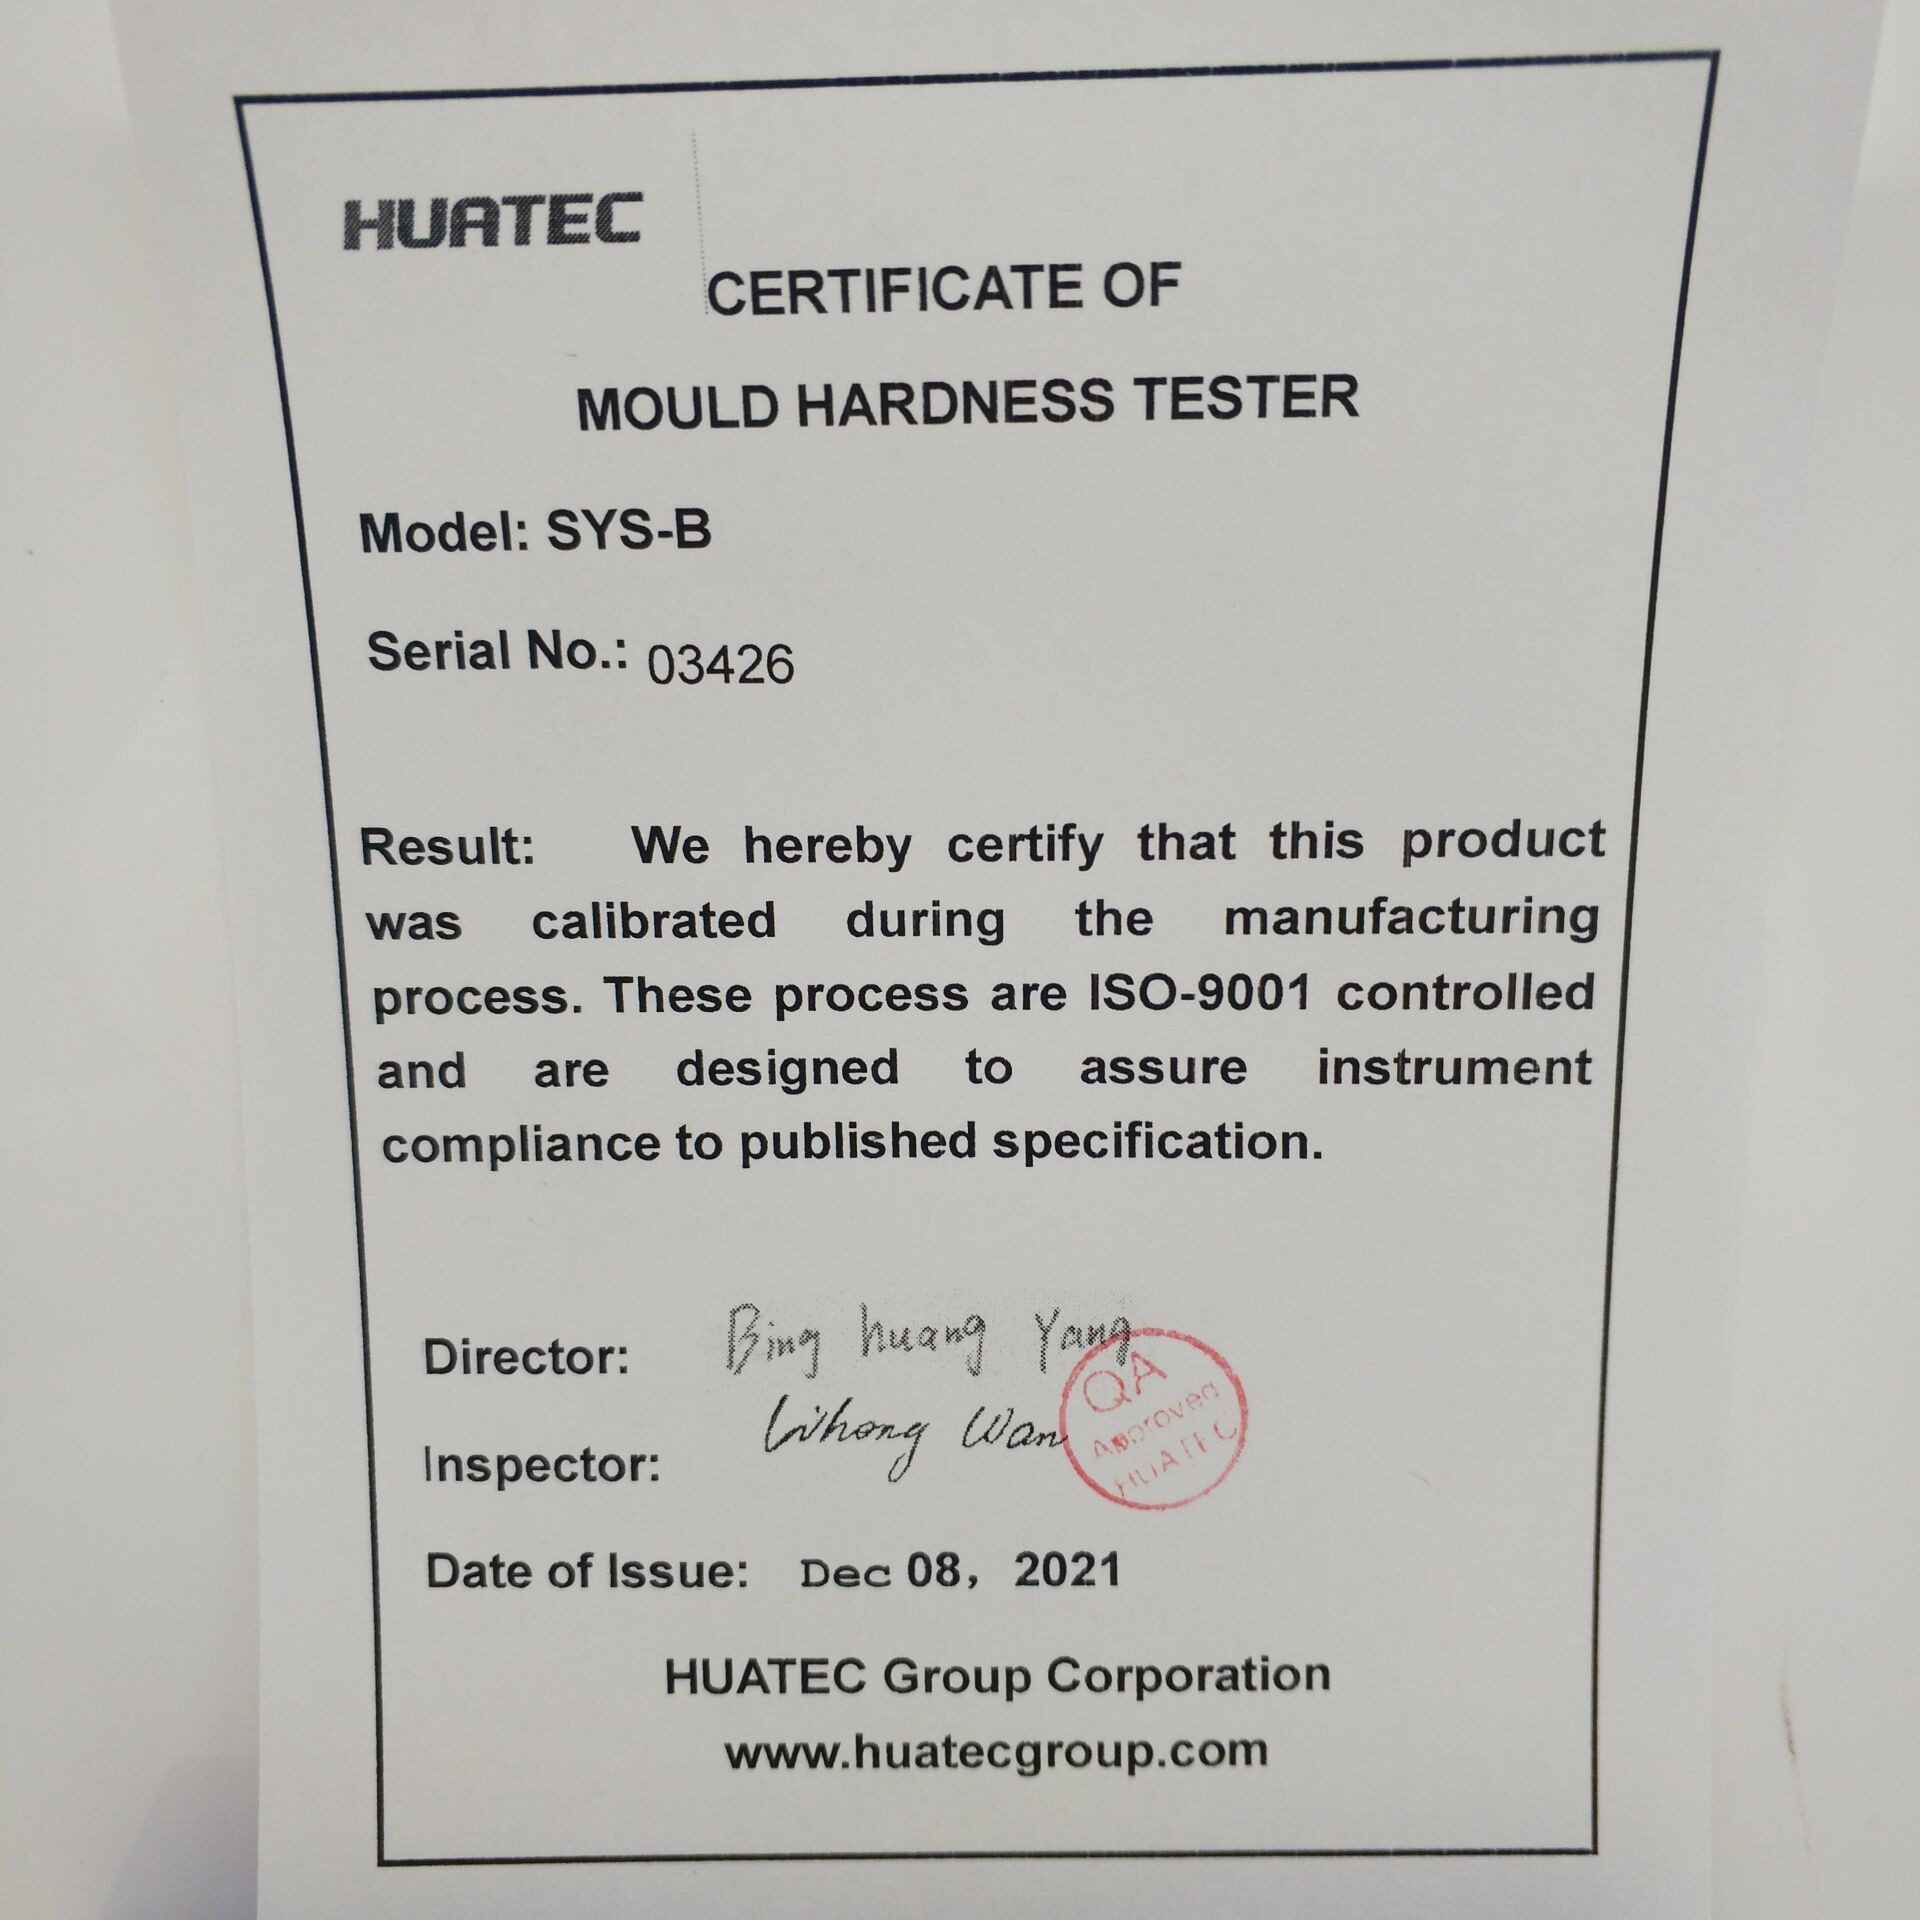 HUATEC
CERTIFICATE OF
MOULD HARDNESS TESTER
Model: SYS-B
Serial No.: 03426
Result: We hereby certify that this product
was calibrated during the manufacturing
process. These process are ISO-9001 controlled
and are designed to assure instrument
compliance to published specification.
Director: Bing huang Yang
Inspector: Lihong Wan
QA
Approved
HUATEC
Date of Issue: Dec 08, 2021
HUATEC Group Corporation
www.huatecgroup.com